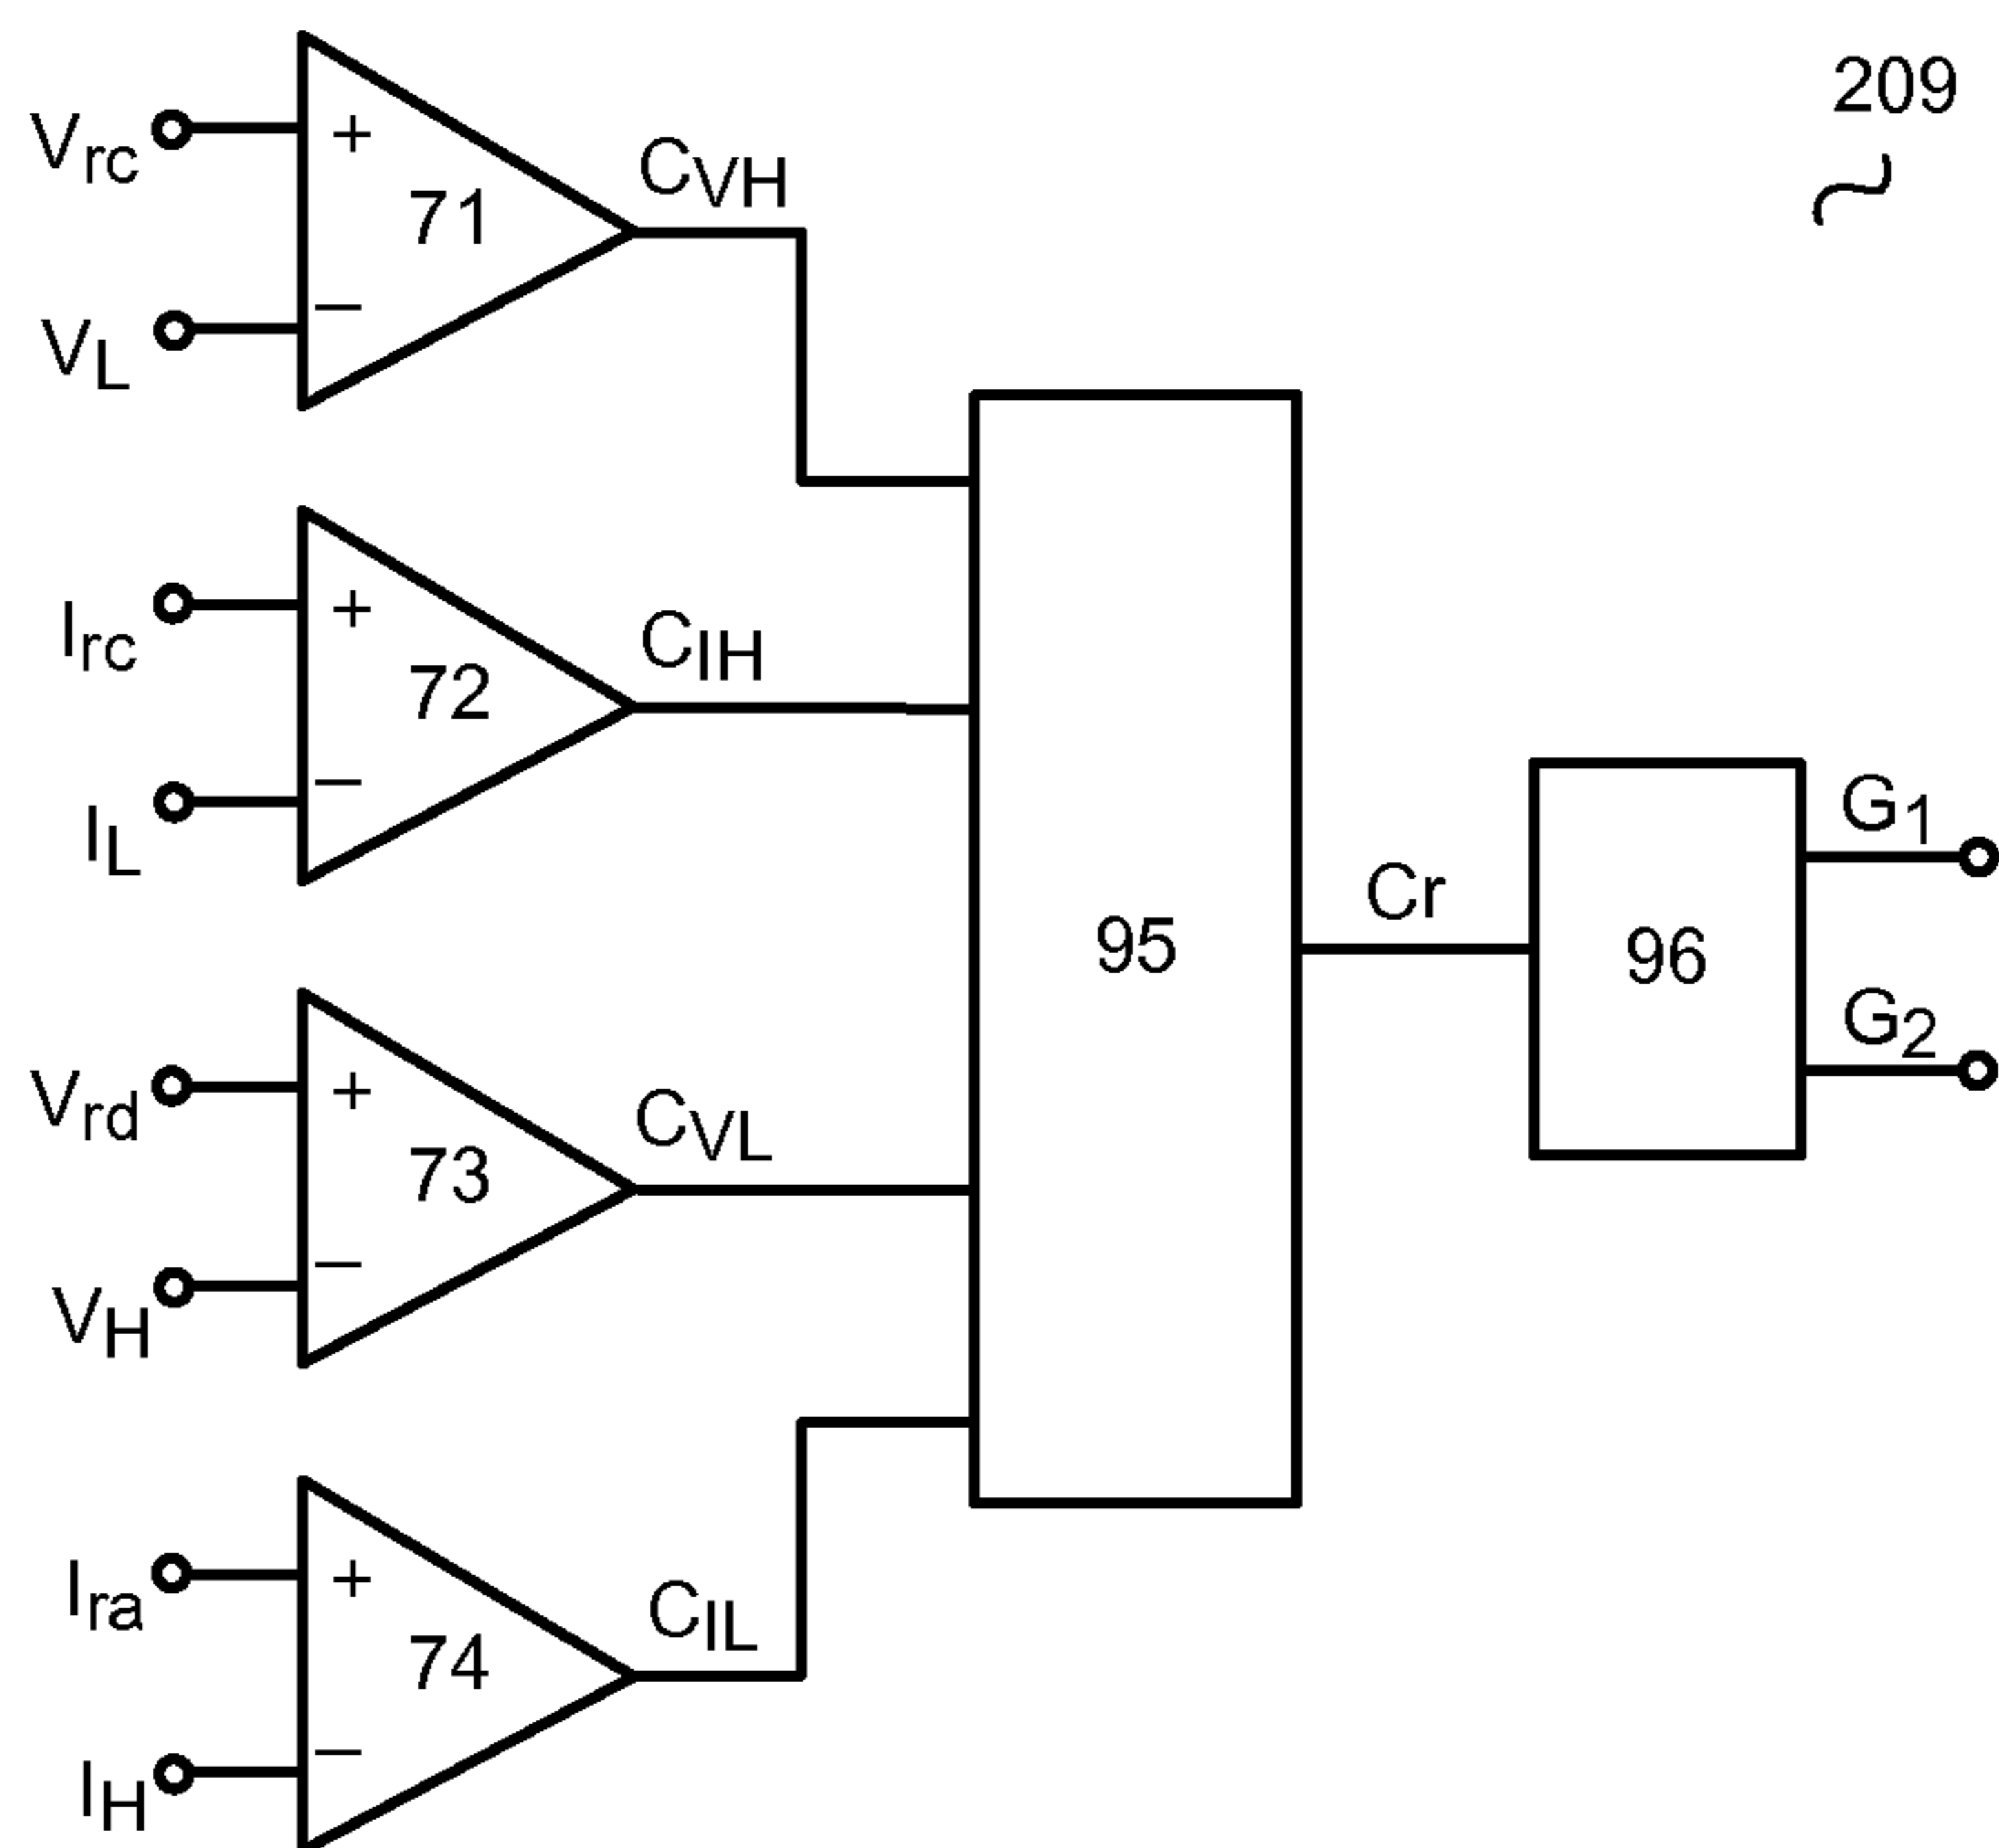 209
Vrc
+
71
−
VL
CVH
Irc
+
72
−
IL
CIH
Vrd
+
73
−
VH
CVL
Ira
+
74
−
IH
CIL
95
Cr
96
G1
G2